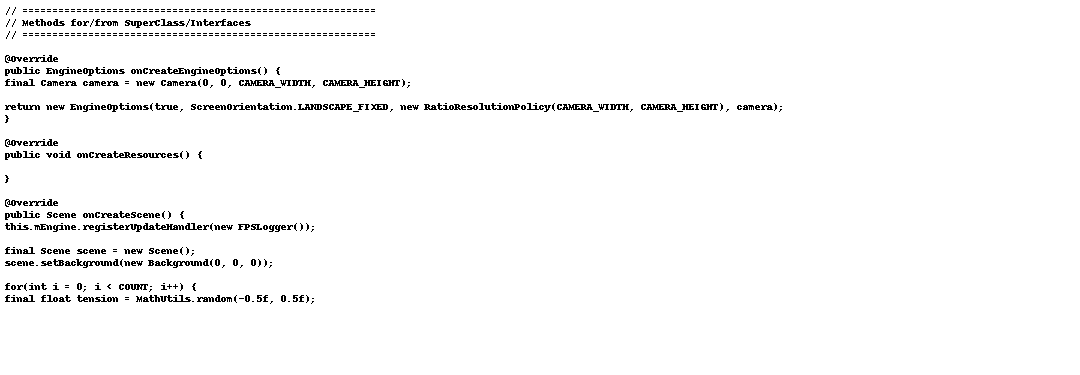 // ===========================================================
// Methods for/from SuperClass/Interfaces
// ===========================================================
@Override
public EngineOptions onCreateEngineOptions() {
final Camera camera = new Camera(0, 0, CAMERA_WIDTH, CAMERA_HEIGHT);
return new EngineOptions(true, ScreenOrientation.LANDSCAPE_FIXED, new RatioResolutionPolicy(CAMERA_WIDTH, CAMERA_HEIGHT), camera);
}
@Override
public void onCreateResources() {
}
@Override
public Scene onCreateScene() {
this.mEngine.registerUpdateHandler(new FPSLogger());
final Scene scene = new Scene();
scene.setBackground(new Background(0, 0, 0));
for(int i = 0; i < COUNT; i++) {
final float tension = MathUtils.random(-0.5f, 0.5f);